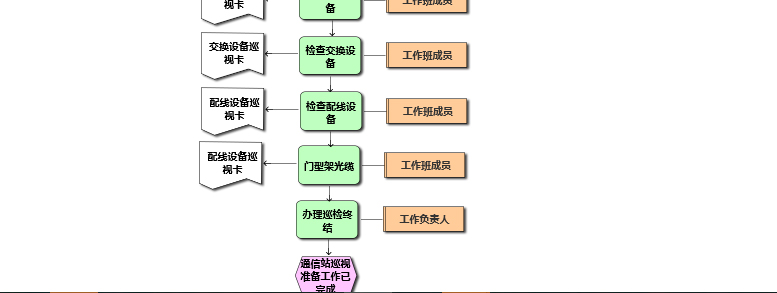 视卡
备
工作班成员
交换设备巡
视卡
检查交换设
备
工作班成员
配线设备巡
视卡
检查配线设
备
工作班成员
配线设备巡
视卡
门型架光缆
工作班成员
办理巡检终
结
工作负责人
通信站巡视
准备工作已
完成